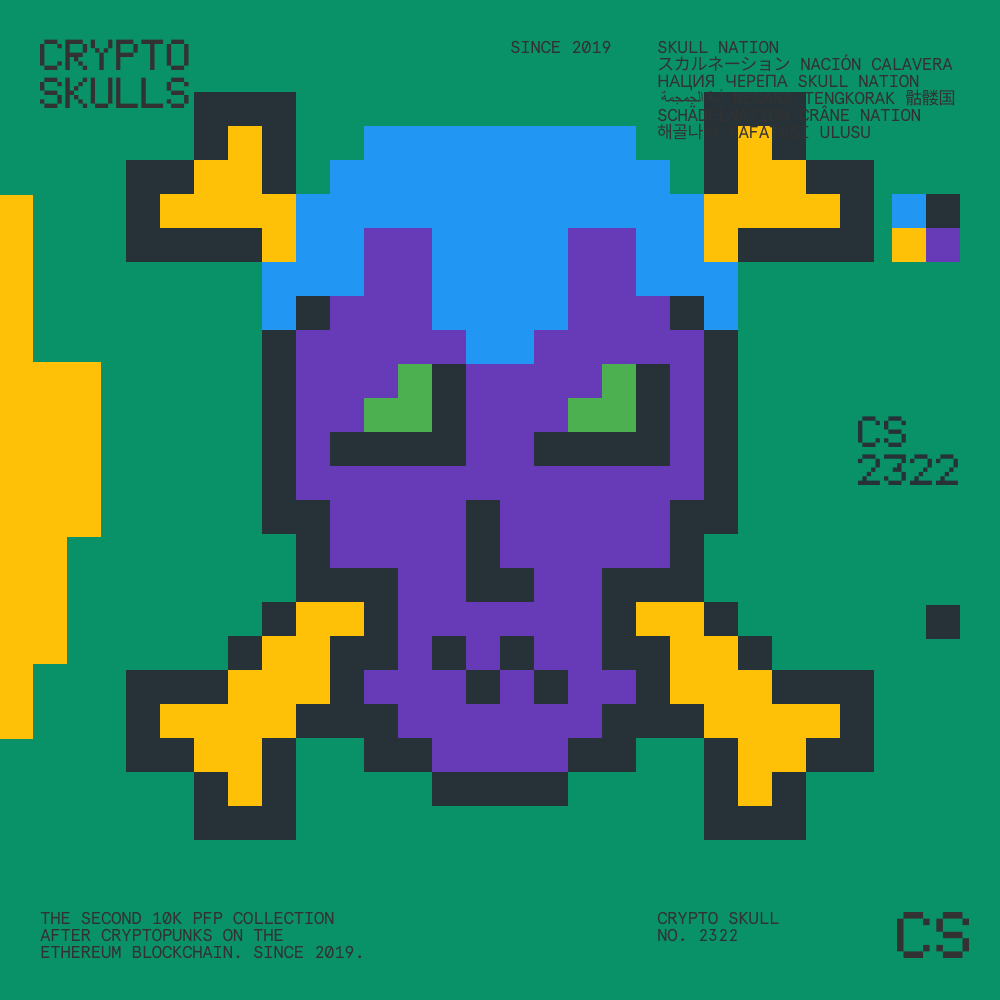 CRYPTO
SKULLS
SINCE 2019
SKULL NATION
スカルネーション NACIÓN CALAVERA
НАЦИЯ ЧЕРЕПА SKULL NATION
TENGKORAK 骷髅国
CRÂNE NATION
ULUSU
CS
2322
THE SECOND 10K PFP COLLECTION
AFTER CRYPTOPUNKS ON THE
ETHEREUM BLOCKCHAIN. SINCE 2019.
CRYPTO SKULL
NO. 2322
CS